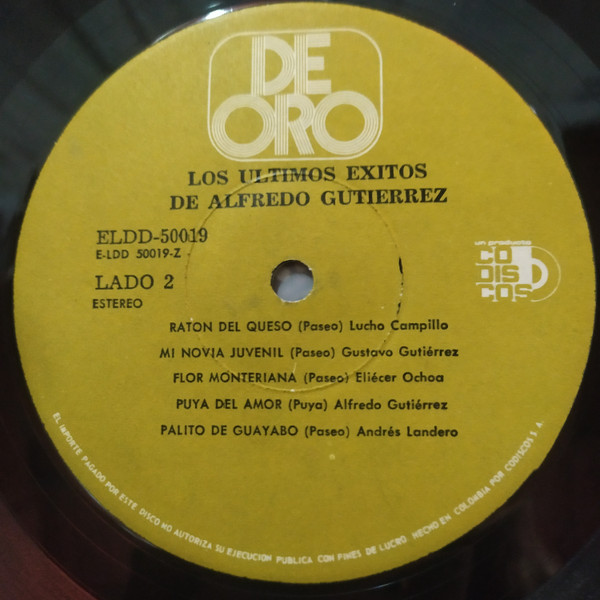 DE
ORO
LOS ULTIMOS EXITOS
DE ALFREDO GUTIERREZ
ELDD-50019
E-LDD 50019-Z
LADO 2
ESTEREO
un producto
CO
DIS
COS
RATON DEL QUESO (Paseo) Lucho Campillo
MI NOVIA JUVENIL (Paseo) Gustavo Gutiérrez
FLOR MONTERIANA (Paseo) Eliécer Ochoa
PUYA DEL AMOR (Puya) Alfredo Gutiérrez
PALITO DE GUAYABO (Paseo) Andrés Landero
EL IMPORTE PAGADO POR ESTE DISCO NO AUTORIZA SU EJECUCION PUBLICA CON FINES DE LUCRO. HECHO EN COLOMBIA POR CODISCOS S. A.